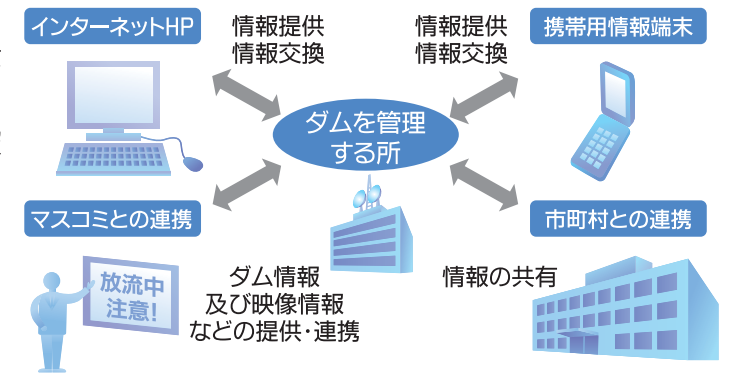 インターネットHP
情報提供
情報交換
情報提供
情報交換
携帯用情報端末
ダムを管理
する所
マスコミとの連携
市町村との連携
放流中
注意!
ダム情報
及び映像情報
などの提供・連携
情報の共有